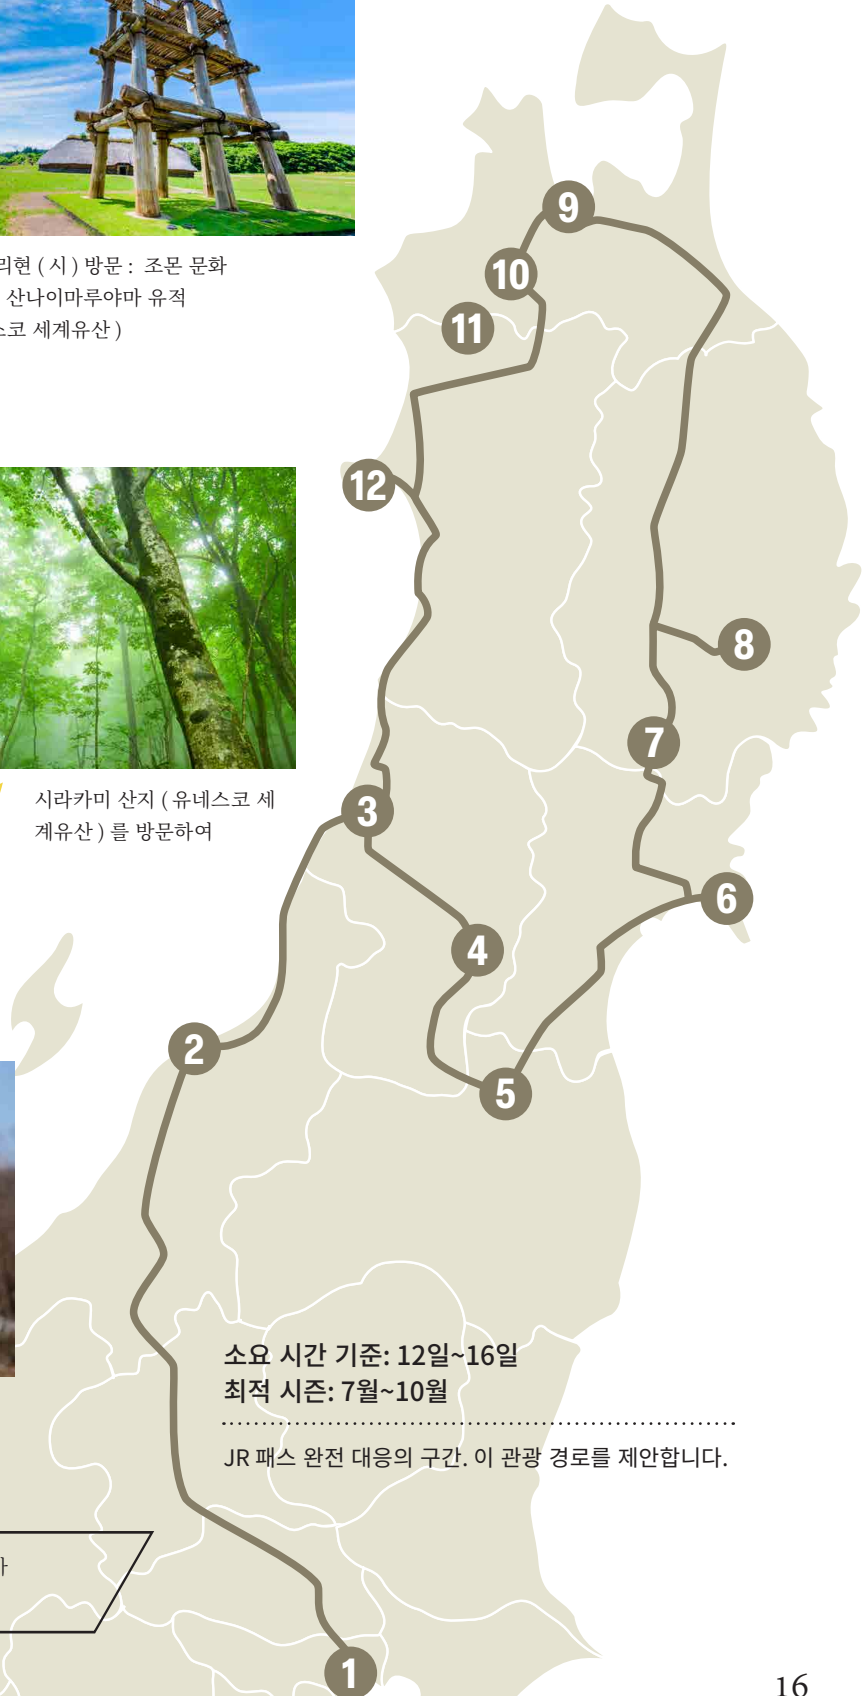 리현 ( 시 ) 방문 : 조몬 문화
산나이마루야마 유적
스코 세계유산 )
시라카미 산지 ( 유네스코 세
계유산 ) 를 방문하여
9
10
11
12
8
7
3
6
4
2
5
소요 시간 기준: 12일~16일
최적 시즌: 7월~10월
JR 패스 완전 대응의 구간. 이 관광 경로를 제안합니다.
1
16